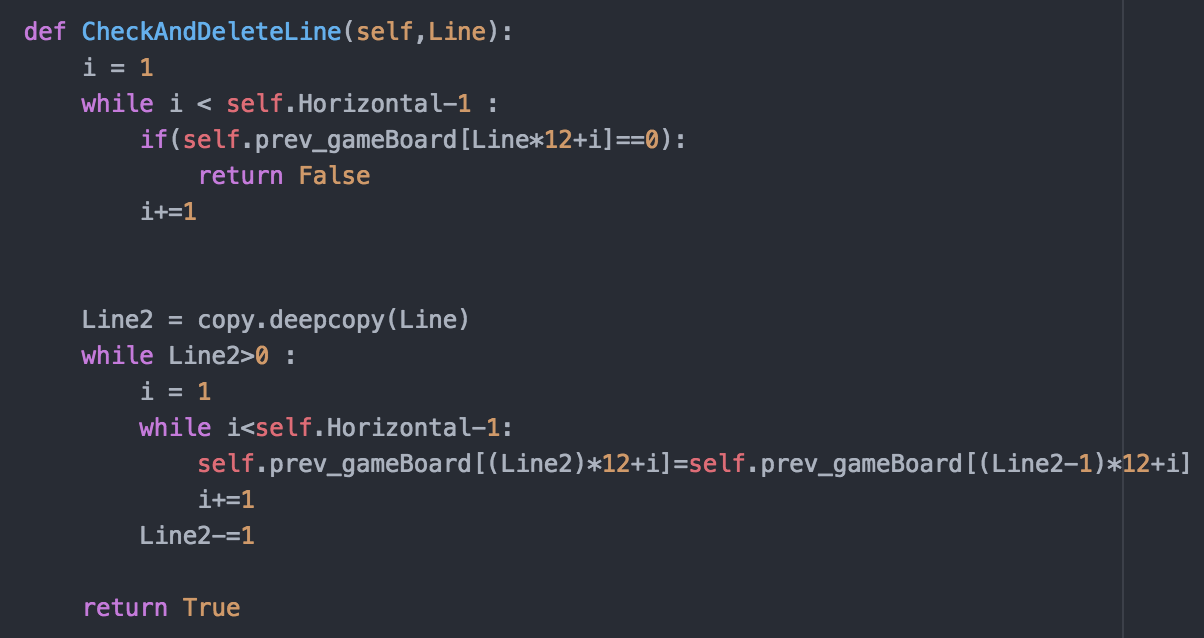 def CheckAndDeleteLine(self,Line):
    i = 1
    while i < self.Horizontal-1 :
        if(self.prev_gameBoard[Line*12+i]==0):
            return False
        i+=1
    Line2 = copy.deepcopy(Line)
    while Line2>0 :
        i = 1
        while i<self.Horizontal-1:
            self.prev_gameBoard[(Line2)*12+i]=self.prev_gameBoard[(Line2-1)*12+i]
            i+=1
        Line2-=1
    return True